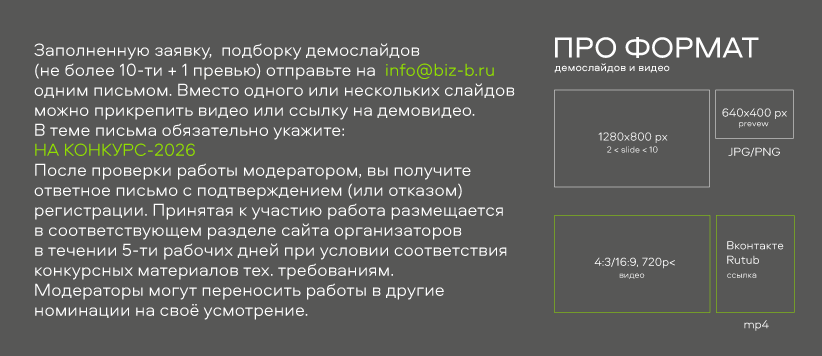 Заполненную заявку, подборку демослайдов
(не более 10-ти + 1 превью) отправьте на info@biz-b.ru
одним письмом. Вместо одного или нескольких слайдов
можно прикрепить видео или ссылку на демовидео.
В теме письма обязательно укажите:
НА КОНКУРС-2026
После проверки работы модератором, вы получите
ответное письмо с подтверждением (или отказом)
регистрации. Принятая к участию работа размещается
в соответствующем разделе сайта организаторов
в течении 5-ти рабочих дней при условии соответствия
конкурсных материалов тех. требованиям.
Модераторы могут переносить работы в другие
номинации на своё усмотрение.
ПРО ФОРМАТ
демослайдов и видео
1280x800 px
2 < slide < 10
640x400 px
prevew
JPG/PNG
4:3/16:9, 720p<
видео
Вконтакте
Rutub
ссылка
mp4